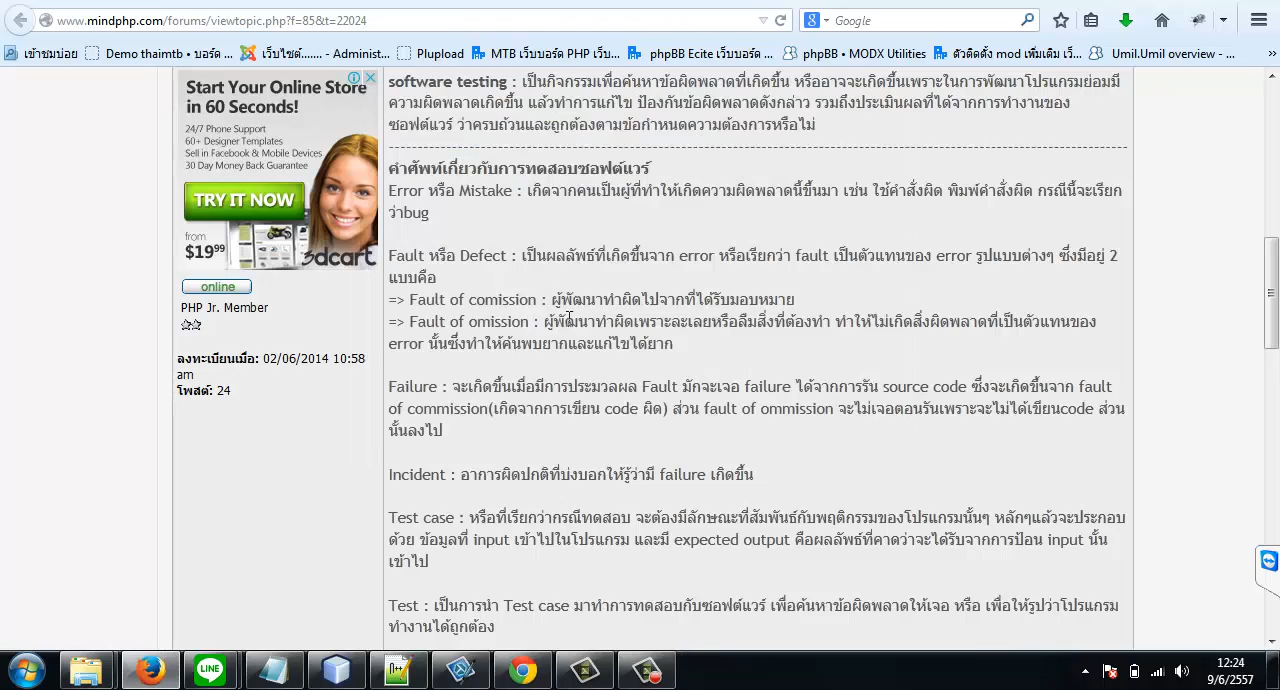 www.mindphp.com/forums/viewtopic.php?f=85&t=22024
Google
เข้าชมบ่อย
Demo thaimtb • บอร์ด ...
เว็บไซต์....... - Administ...
Plupload
MTB เว็บบอร์ด PHP เว็บ...
phpBB Ecite เว็บบอร์ด ...
phpBB • MODX Utilities
ตัวติดตั้ง mod เพิ่มเติม เว็...
Umil.Umil overview - ...
Start Your Online Store
in 60 Seconds!
24/7 Phone Support
60+ Designer Templates
Sell in Facebook & Mobile Devices
30 Day Money Back Guarantee
TRY IT NOW
from
$19⁹⁹
3dcart
online
PHP Jr. Member
ลงทะเบียนเมื่อ: 02/06/2014 10:58
am
โพสต์: 24
software testing : เป็นกิจกรรมเพื่อค้นหาข้อผิดพลาดที่เกิดขึ้น หรืออาจจะเกิดขึ้นเพราะในการพัฒนาโปรแกรมย่อมมี
ความผิดพลาดเกิดขึ้น แล้วทำการแก้ไข ป้องกันข้อผิดพลาดดังกล่าว รวมถึงประเมินผลที่ได้จากการทำงานของ
ซอฟต์แวร์ ว่าครบถ้วนและถูกต้องตามข้อกำหนดความต้องการหรือไม่
คำศัพท์เกี่ยวกับการทดสอบซอฟต์แวร์
Error หรือ Mistake : เกิดจากคนเป็นผู้ที่ทำให้เกิดความผิดพลาดนี้ขึ้นมา เช่น ใช้คำสั่งผิด พิมพ์คำสั่งผิด กรณีนี้จะเรียก
ว่าbug
Fault หรือ Defect : เป็นผลลัพธ์ที่เกิดขึ้นจาก error หรือเรียกว่า fault เป็นตัวแทนของ error รูปแบบต่างๆ ซึ่งมีอยู่ 2
แบบคือ
=> Fault of comission : ผู้พัฒนาทำผิดไปจากที่ได้รับมอบหมาย
=> Fault of omission : ผู้พัฒนาทำผิดเพราะละเลยหรือลืมสิ่งที่ต้องทำ ทำให้ไม่เกิดสิ่งผิดพลาดที่เป็นตัวแทนของ
error นั้นซึ่งทำให้ค้นพบยากและแก้ไขได้ยาก
Failure : จะเกิดขึ้นเมื่อมีการประมวลผล Fault มักจะเจอ failure ได้จากการรัน source code ซึ่งจะเกิดขึ้นจาก fault
of commission(เกิดจากการเขียน code ผิด) ส่วน fault of ommission จะไม่เจอตอนรันเพราะจะไม่ได้เขียนcode ส่วน
นั้นลงไป
Incident : อาการผิดปกติที่บ่งบอกให้รู้ว่ามี failure เกิดขึ้น
Test case : หรือที่เรียกว่ากรณีทดสอบ จะต้องมีลักษณะที่สัมพันธ์กับพฤติกรรมของโปรแกรมนั้นๆ หลักๆแล้วจะประกอบ
ด้วย ข้อมูลที่ input เข้าไปในโปรแกรม และมี expected output คือผลลัพธ์ที่คาดว่าจะได้รับจากการป้อน input นั้น
เข้าไป
Test : เป็นการนำ Test case มาทำการทดสอบกับซอฟต์แวร์ เพื่อค้นหาข้อผิดพลาดให้เจอ หรือ เพื่อให้รูปว่าโปรแกรม
ทำงานได้ถูกต้อง
LINE
12:24
9/6/2557